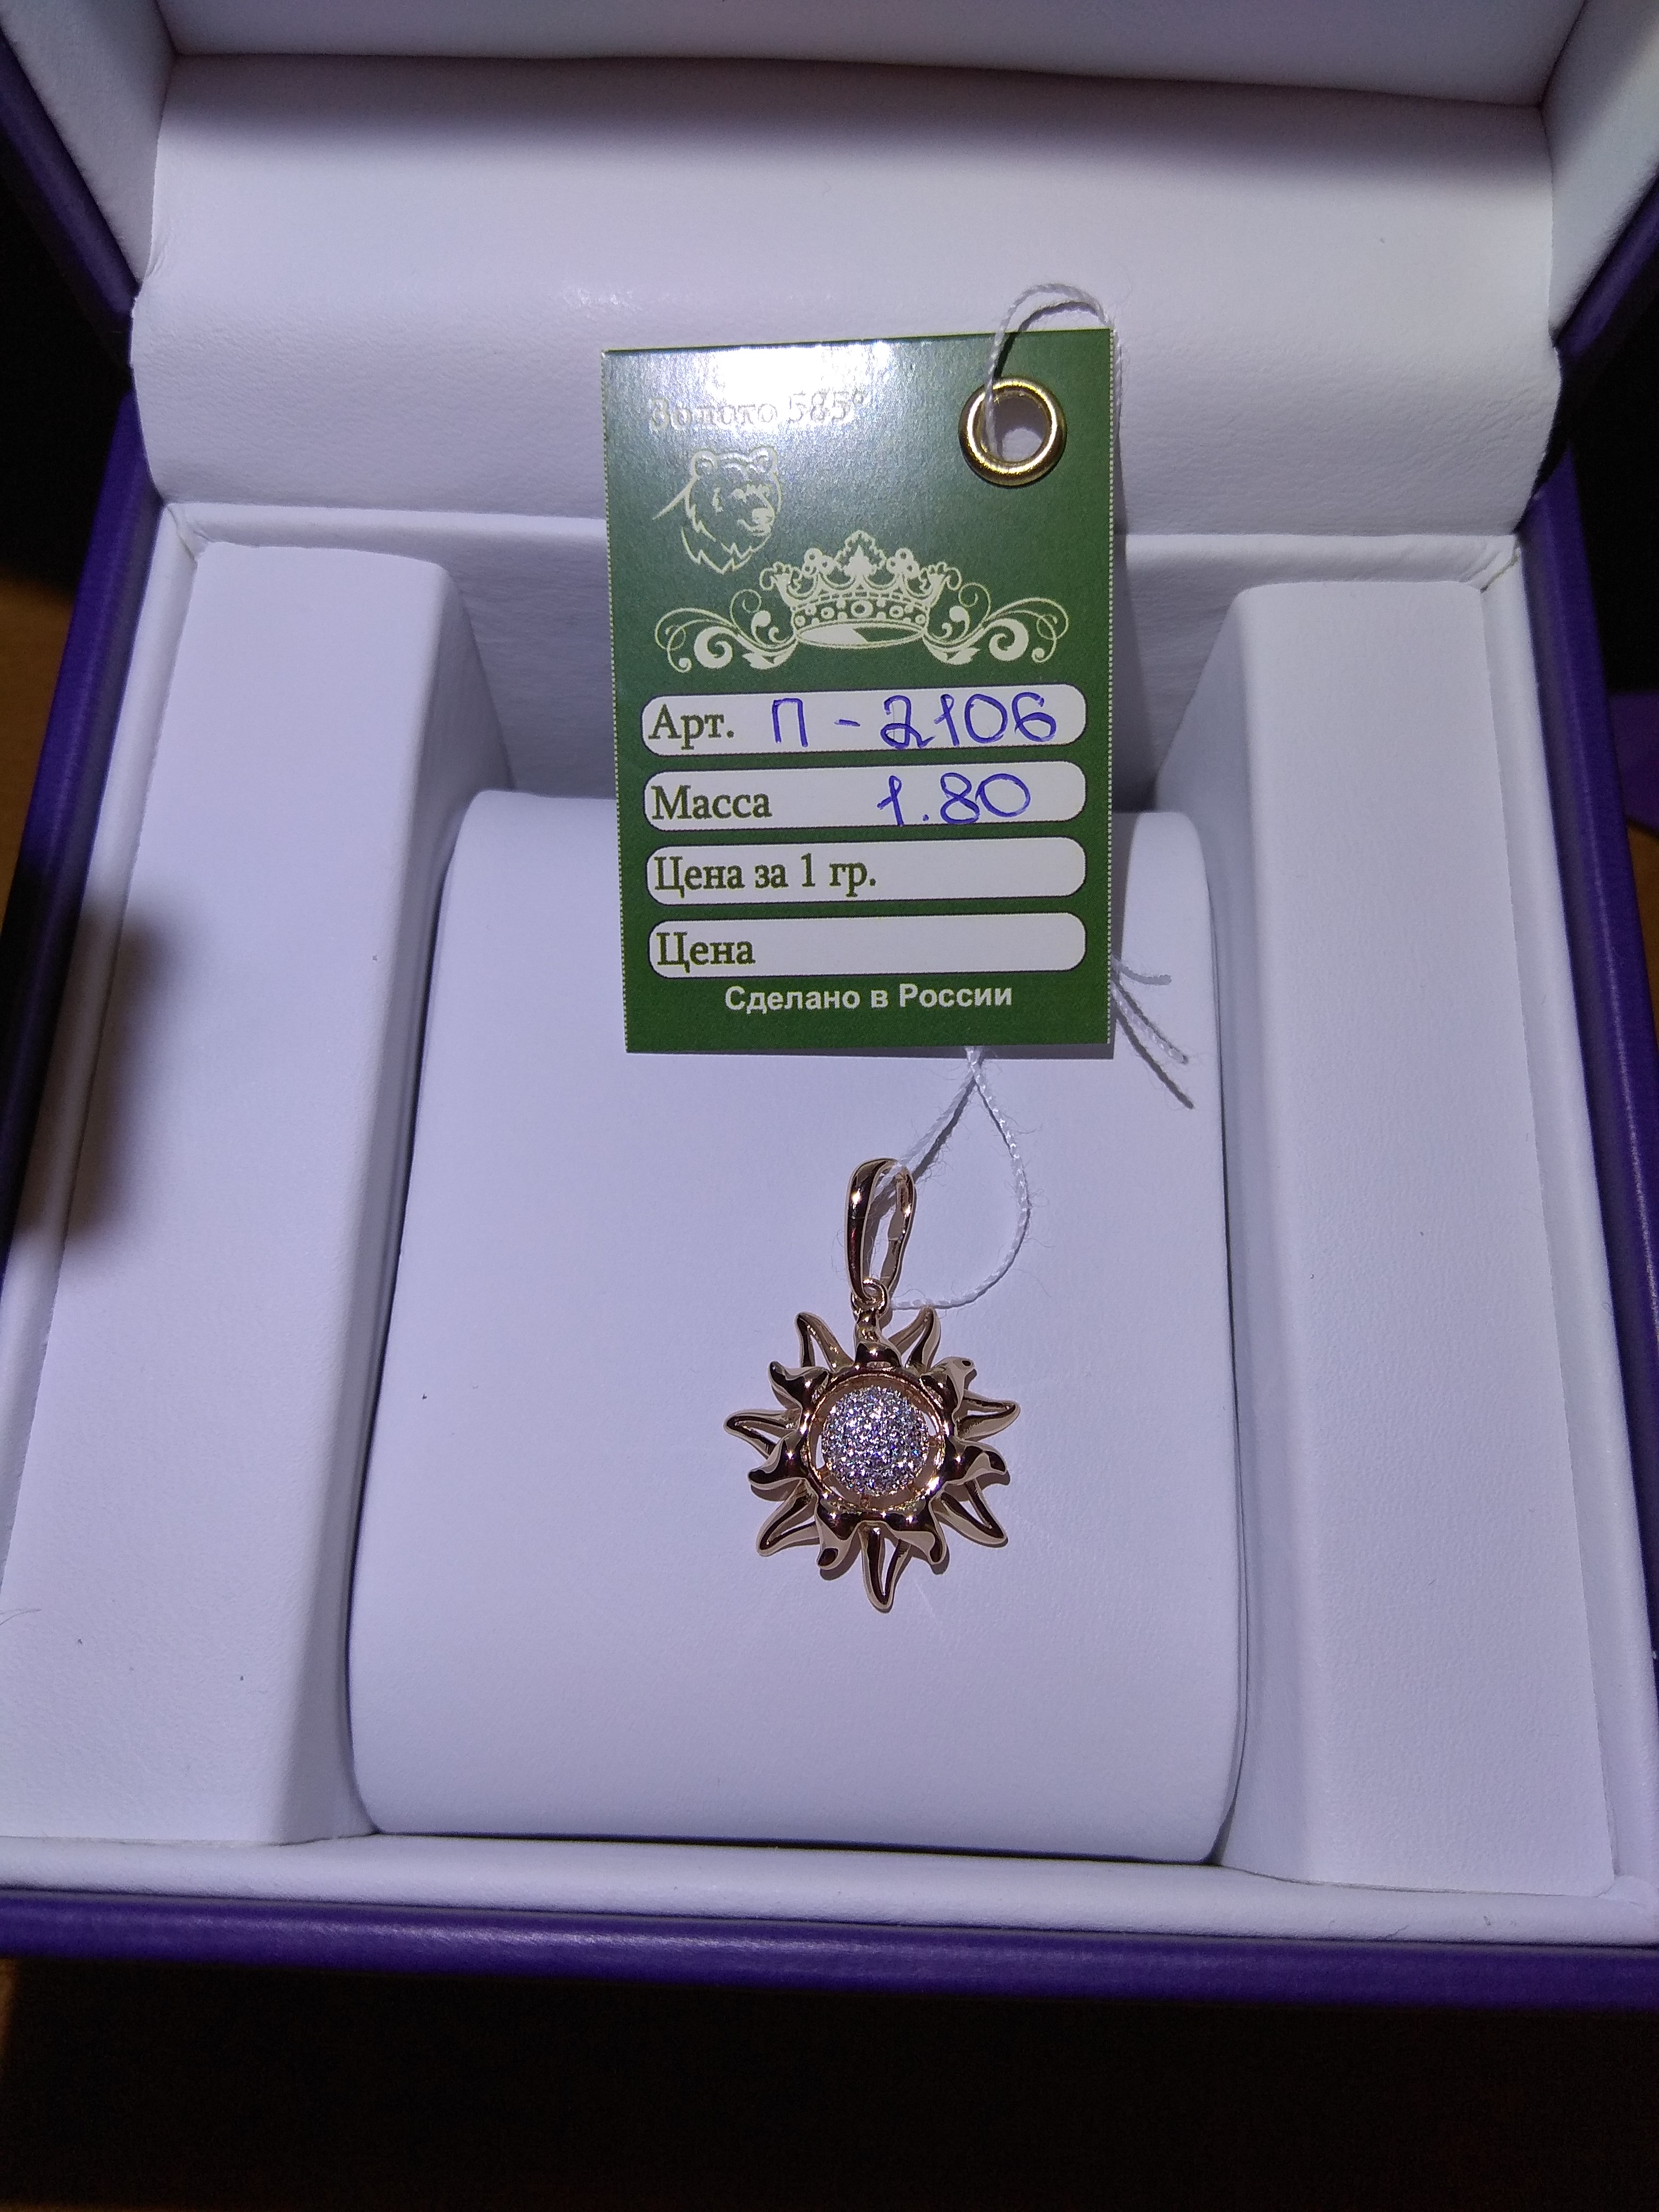 Золото 585°
Арт. П-2106
Масса 1.80
Цена за 1 гр.
Цена
Сделано в России